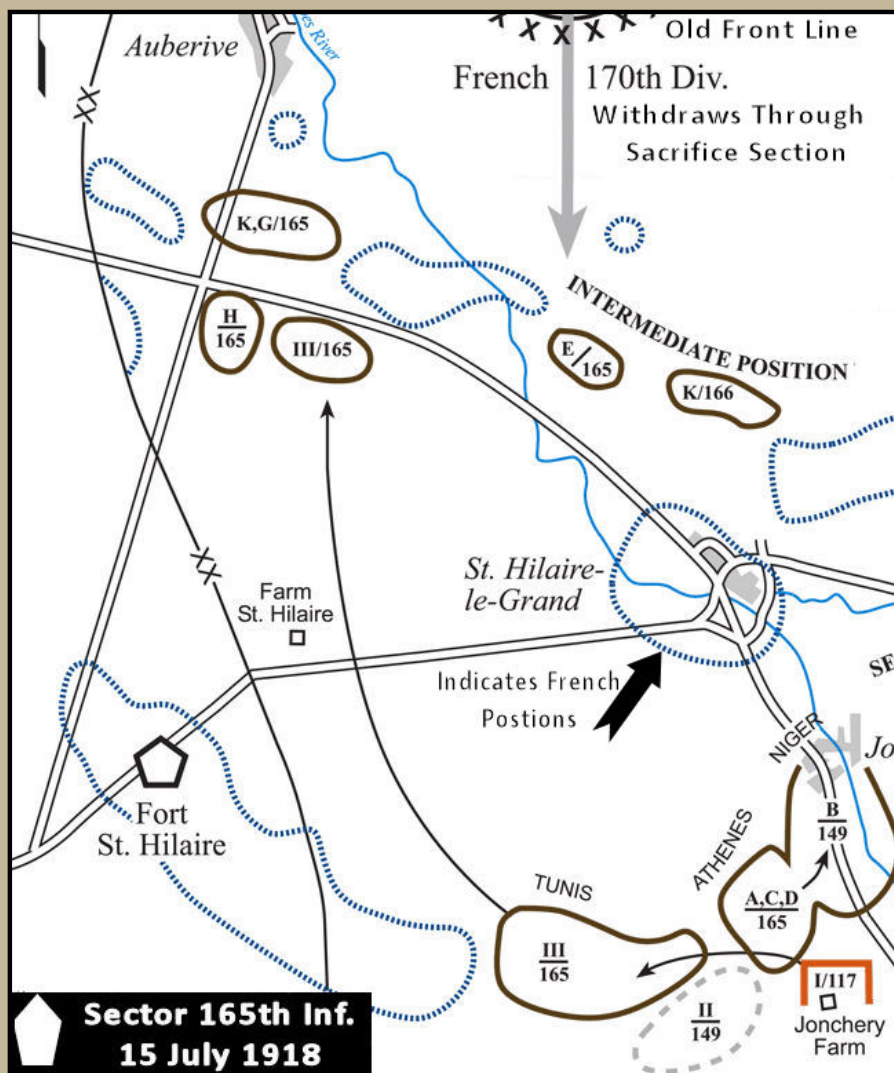 Auberive
es River
XX
X X X X X X X
Old Front Line
French 170th Div.
Withdraws Through
Sacrifice Section
K,G/165
H
165
III/165
INTERMEDIATE POSITION
E/165
K/166
XX
Farm
St. Hilaire
St. Hilaire-
le-Grand
Indicates French
Postions
SE
Fort
St. Hilaire
NIGER
Jo
B
149
ATHENES
A,C,D
165
TUNIS
III
165
II
149
I/117
Jonchery
Farm
Sector 165th Inf.
15 July 1918